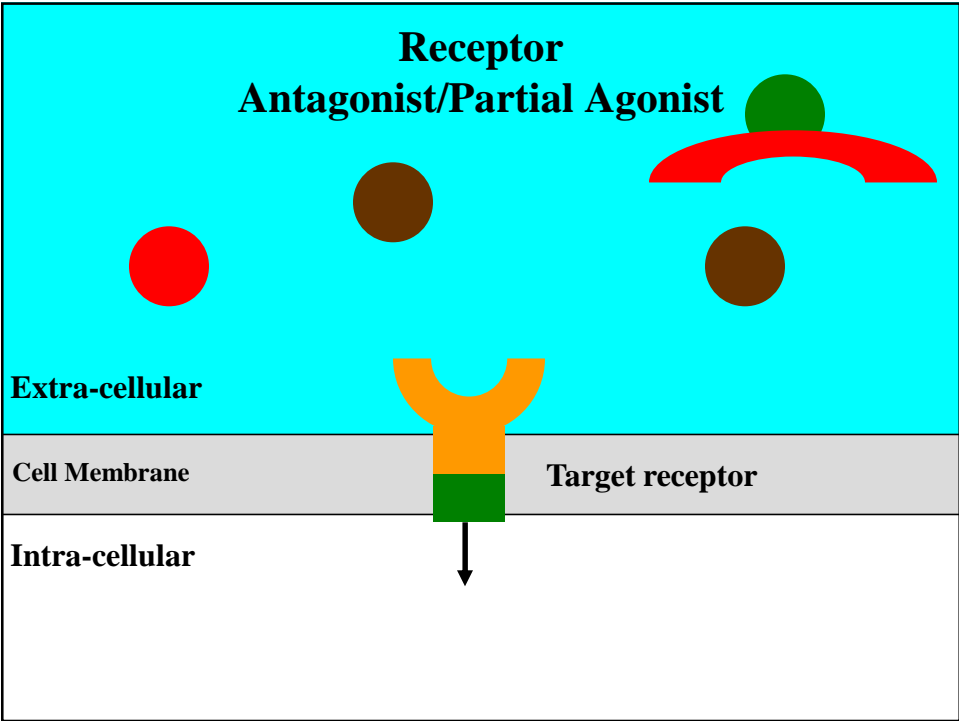 Receptor
Antagonist/Partial Agonist
Extra-cellular
Cell Membrane
Target receptor
Intra-cellular